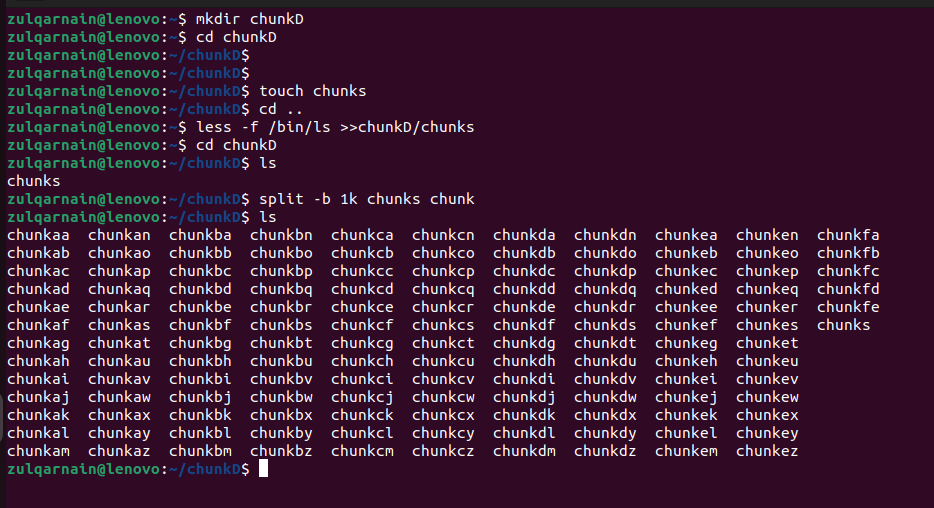 zulqarnain@lenovo:~$ mkdir chunkD
zulqarnain@lenovo:~$ cd chunkD
zulqarnain@lenovo:~/chunkD$
zulqarnain@lenovo:~/chunkD$
zulqarnain@lenovo:~/chunkD$ touch chunks
zulqarnain@lenovo:~/chunkD$ cd ..
zulqarnain@lenovo:~$ less -f /bin/ls >>chunkD/chunks
zulqarnain@lenovo:~$ cd chunkD
zulqarnain@lenovo:~/chunkD$ ls
chunks
zulqarnain@lenovo:~/chunkD$ split -b 1k chunks chunk
zulqarnain@lenovo:~/chunkD$ ls
chunkaa chunkan chunkba chunkbn chunkca chunkcn chunkda chunkdn chunkea chunken chunkfa
chunkab chunkao chunkbb chunkbo chunkcb chunkco chunkdb chunkdo chunkeb chunkeo chunkfb
chunkac chunkap chunkbc chunkbp chunkcc chunkcp chunkdc chunkdp chunkec chunkep chunkfc
chunkad chunkaq chunkbd chunkbq chunkcd chunkcq chunkdd chunkdq chunked chunkeq chunkfd
chunkae chunkar chunkbe chunkbr chunkce chunkcr chunkde chunkdr chunkee chunker chunkfe
chunkaf chunkas chunkbf chunkbs chunkcf chunkcs chunkdf chunkds chunkef chunkes chunks
chunkag chunkat chunkbg chunkbt chunkcg chunkct chunkdg chunkdt chunkeg chunket
chunkah chunkau chunkbh chunkbu chunkch chunkcu chunkdh chunkdu chunkeh chunkeu
chunkai chunkav chunkbi chunkbv chunkci chunkcv chunkdi chunkdv chunkei chunkev
chunkaj chunkaw chunkbj chunkbw chunkcj chunkcw chunkdj chunkdw chunkej chunkew
chunkak chunkax chunkbk chunkbx chunkck chunkcx chunkdk chunkdx chunkek chunkex
chunkal chunkay chunkbl chunkby chunkcl chunkcy chunkdl chunkdy chunkel chunkey
chunkam chunkaz chunkbm chunkbz chunkcm chunkcz chunkdm chunkdz chunkem chunkez
zulqarnain@lenovo:~/chunkD$